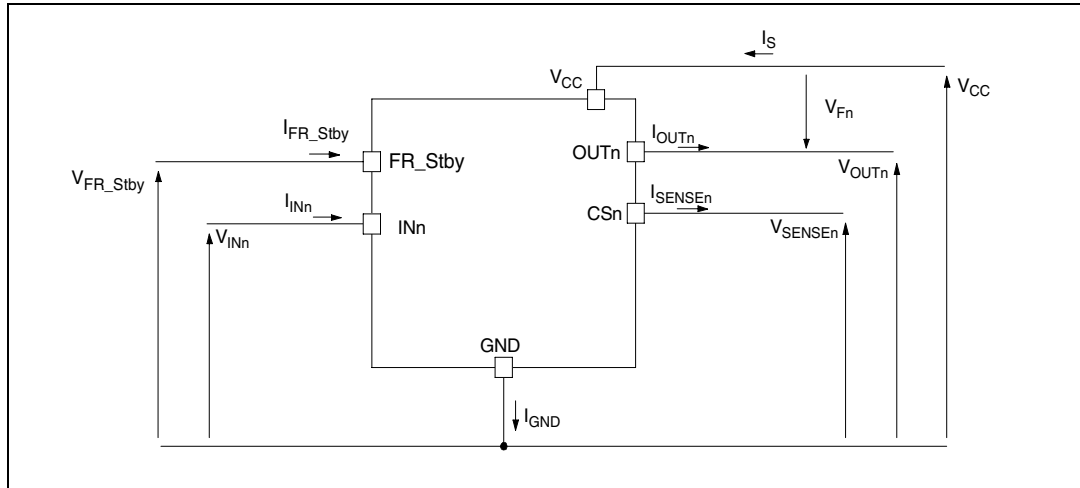 I_S
V_CC
V_CC
V_Fn
I_FR_Stby
I_OUTn
FR_Stby
OUTn
V_FR_Stby
V_OUTn
I_INn
I_SENSEn
INn
CSn
V_INn
V_SENSEn
GND
I_GND